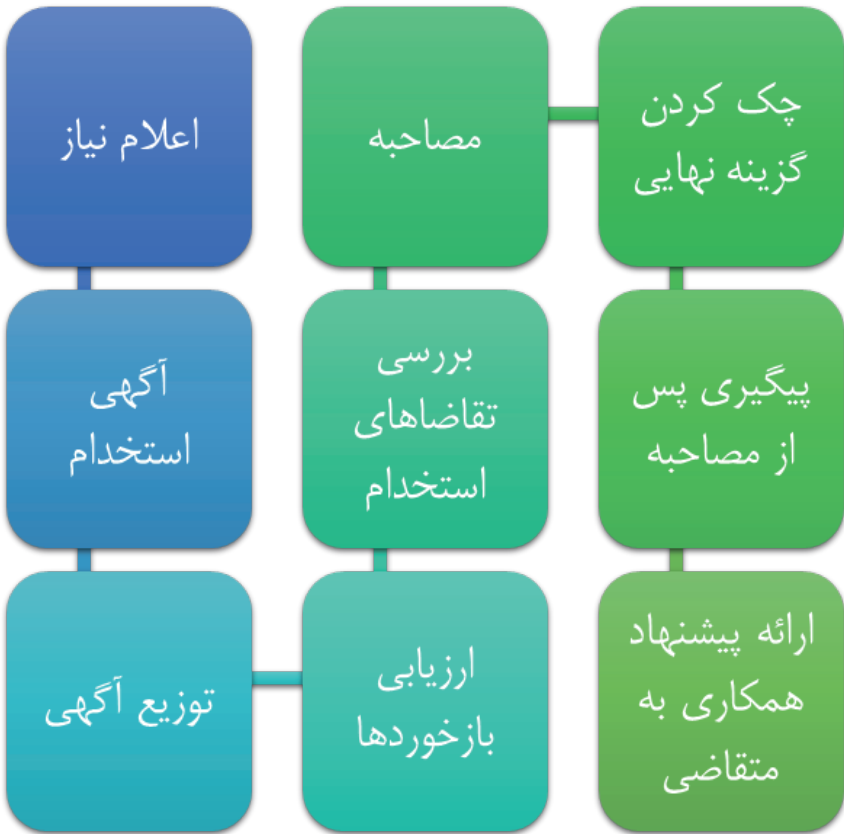 اعلام نیاز
آگهی
استخدام
توزیع آگهی
ارزیابی
بازخوردها
بررسی
تقاضاهای
استخدام
مصاحبه
چک کردن
گزینه نهایی
پیگیری پس
از مصاحبه
ارائه پیشنهاد
همکاری به
متقاضی